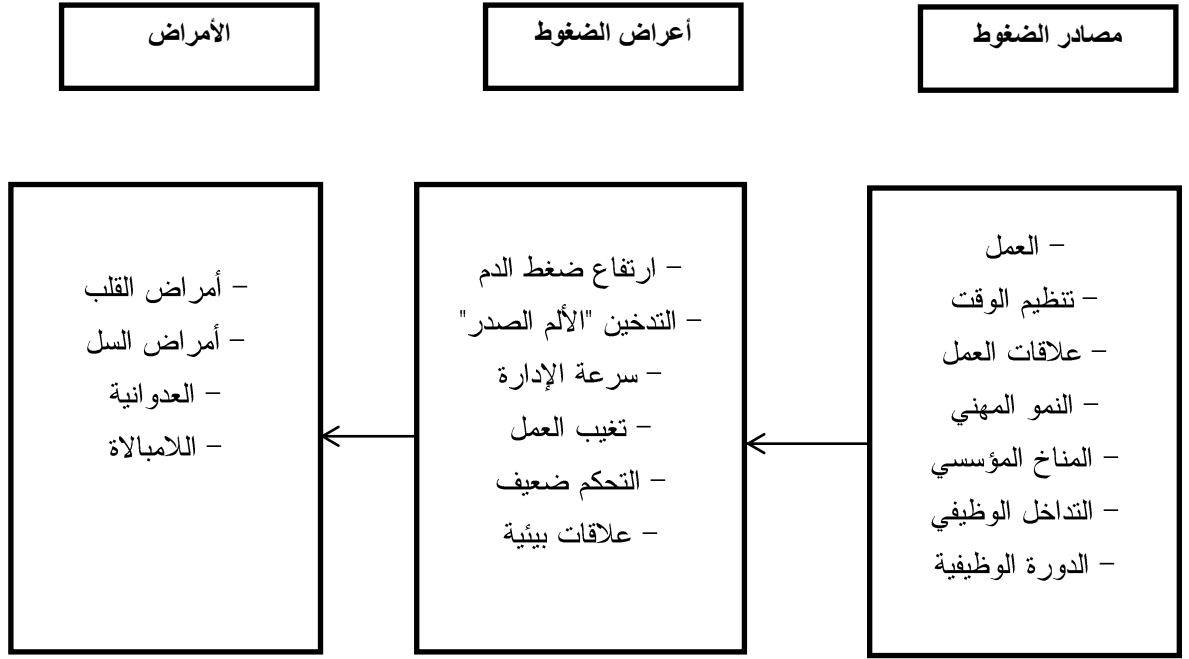 مصادر الضغوط
أعراض الضغوط
الأمراض
– العمل
– تنظيم الوقت
– علاقات العمل
– النمو المهني
– المناخ المؤسسي
– التداخل الوظيفي
– الدورة الوظيفية
– ارتفاع ضغط الدم
– التدخين "الألم الصدر"
– سرعة الإدارة
– تغيب العمل
– التحكم ضعيف
– علاقات بيئية
– أمراض القلب
– أمراض السل
– العدوانية
– اللامبالاة